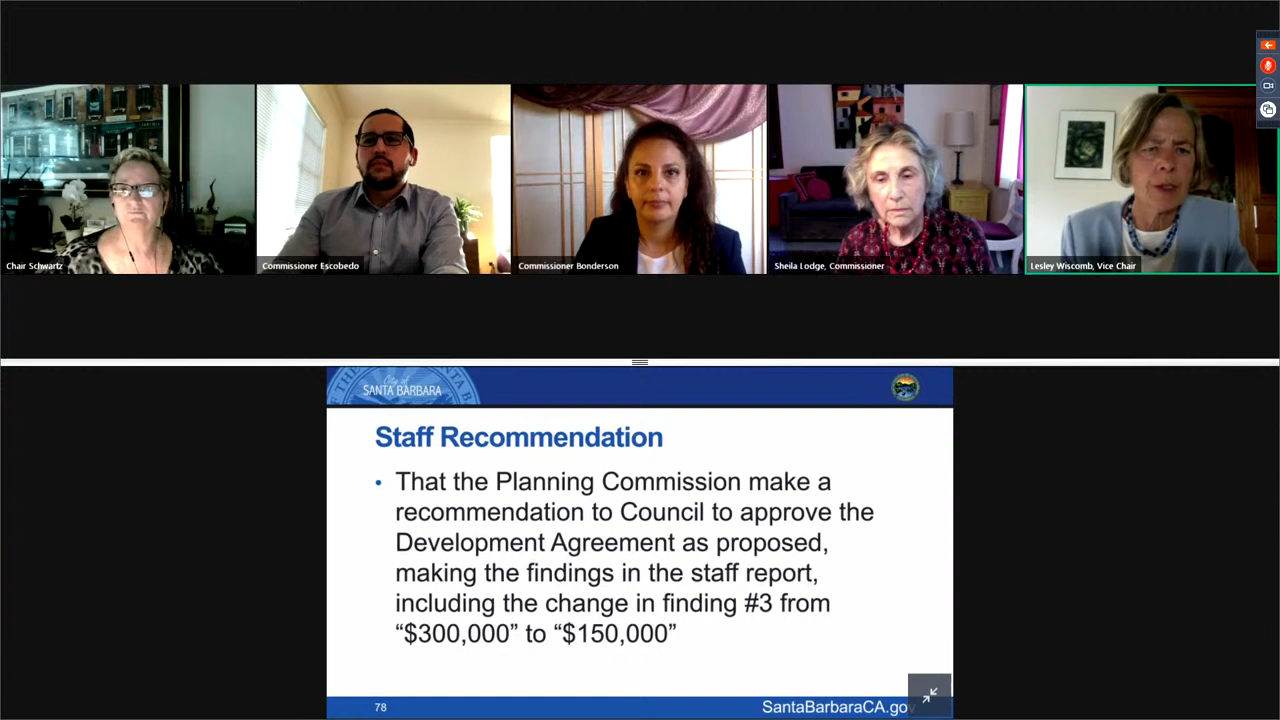 Chair Schwartz
Commissioner Escobedo
Commissioner Bonderson
Sheila Lodge, Commissioner
Lesley Wiscomb, Vice Chair
City of
SANTA BARBARA
Staff Recommendation
• That the Planning Commission make a
recommendation to Council to approve the
Development Agreement as proposed,
making the findings in the staff report,
including the change in finding #3 from
“$300,000” to “$150,000”
78
SantaBarbaraCA.gov